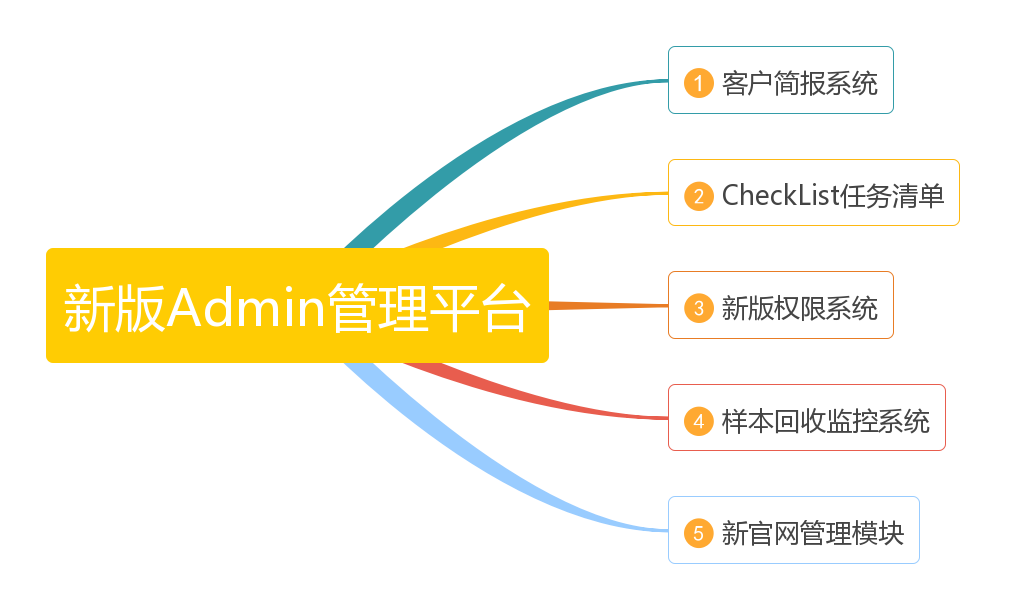 新版Admin管理平台
1 客户简报系统
2 CheckList任务清单
3 新版权限系统
4 样本回收监控系统
5 新官网管理模块